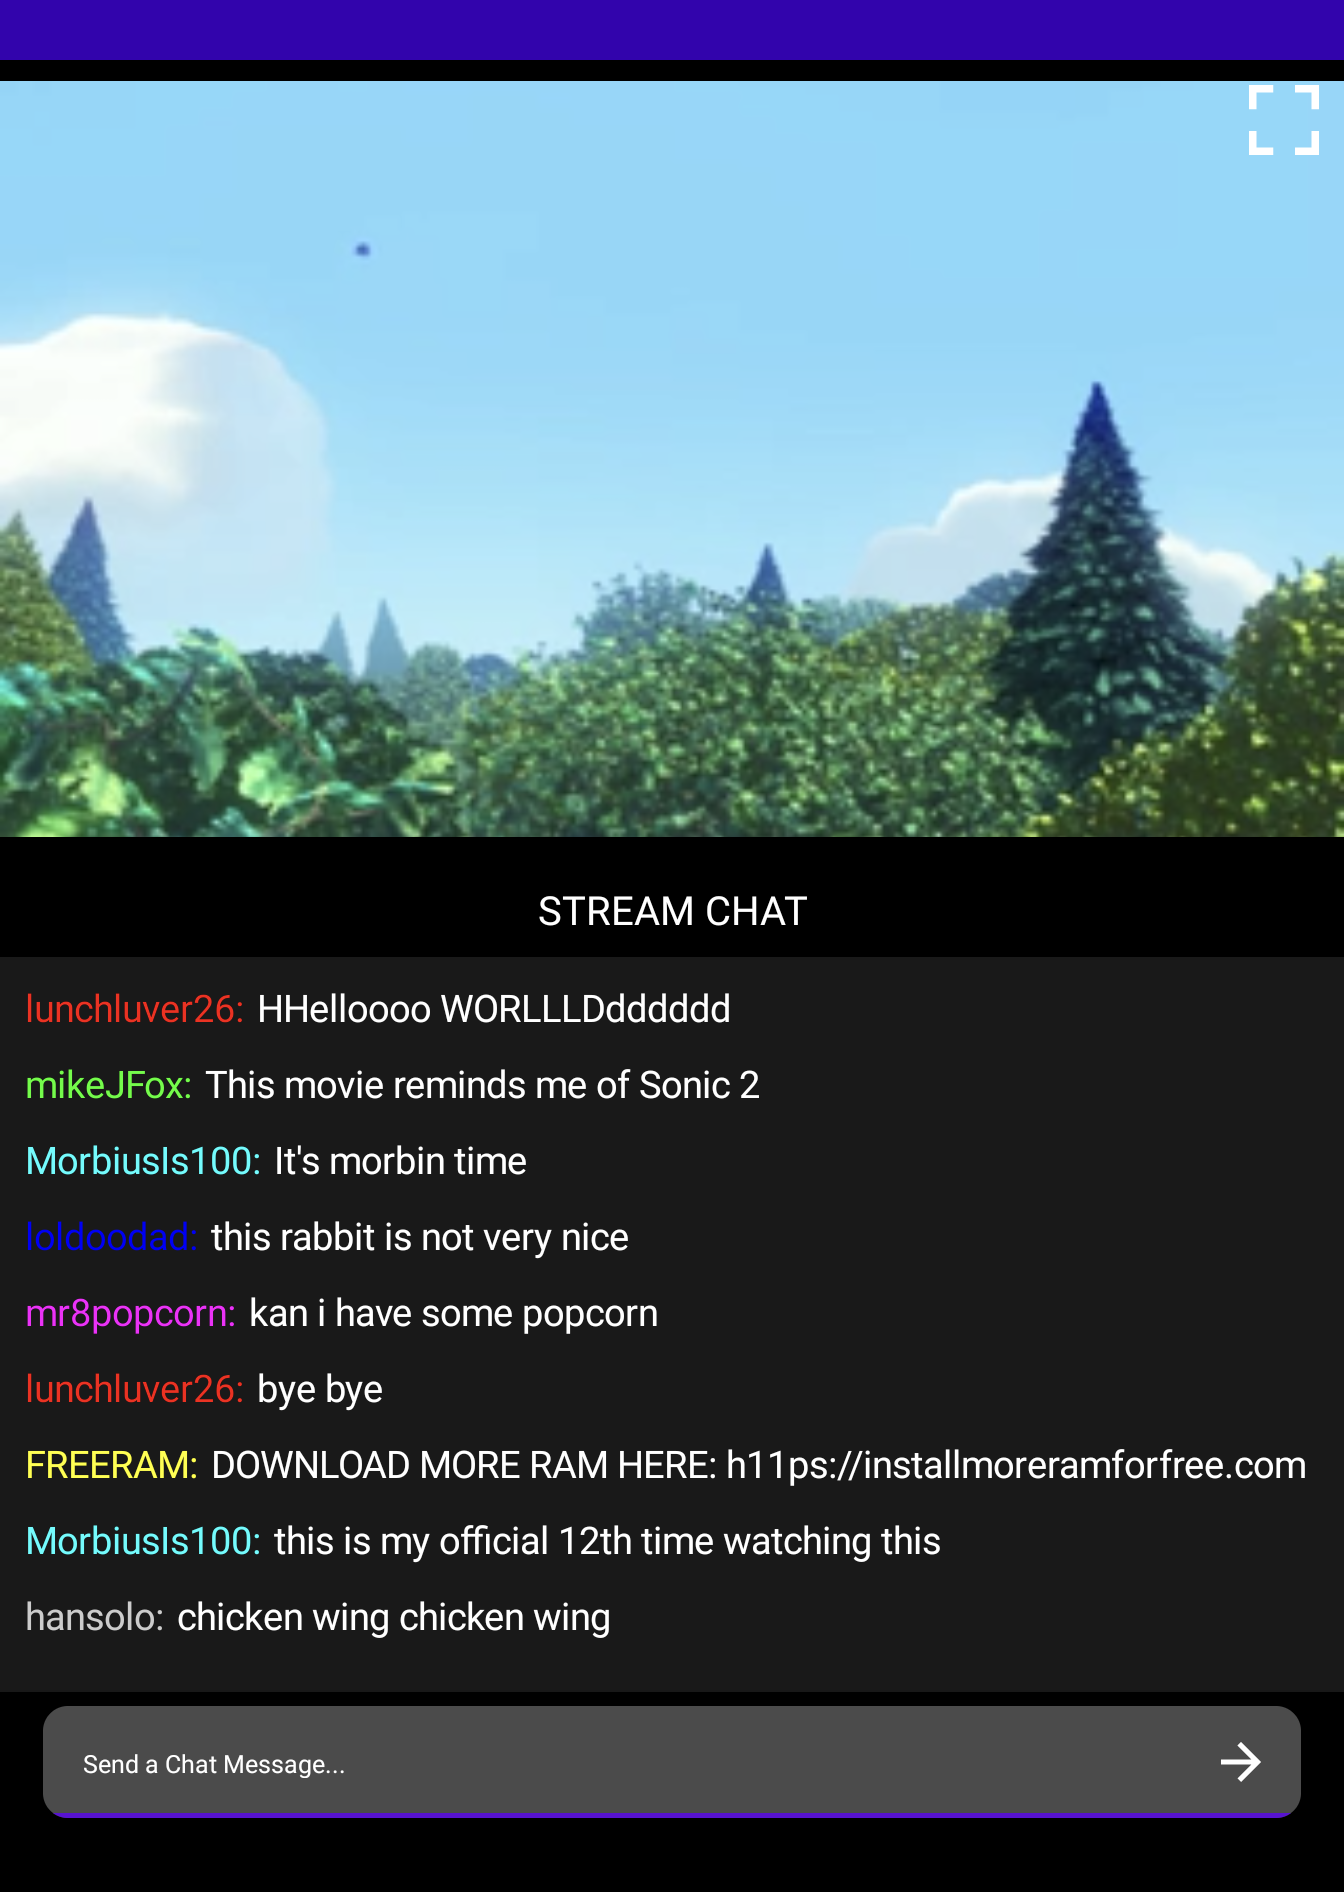 STREAM CHAT
lunchluver26: HHelloooo WORLLLDdddddd
mikeJFox: This movie reminds me of Sonic 2
MorbiusIs100: It's morbin time
loldoodad: this rabbit is not very nice
mr8popcorn: kan i have some popcorn
lunchluver26: bye bye
FREERAM: DOWNLOAD MORE RAM HERE: h11ps://installmoreramforfree.com
MorbiusIs100: this is my official 12th time watching this
hansolo: chicken wing chicken wing
Send a Chat Message...